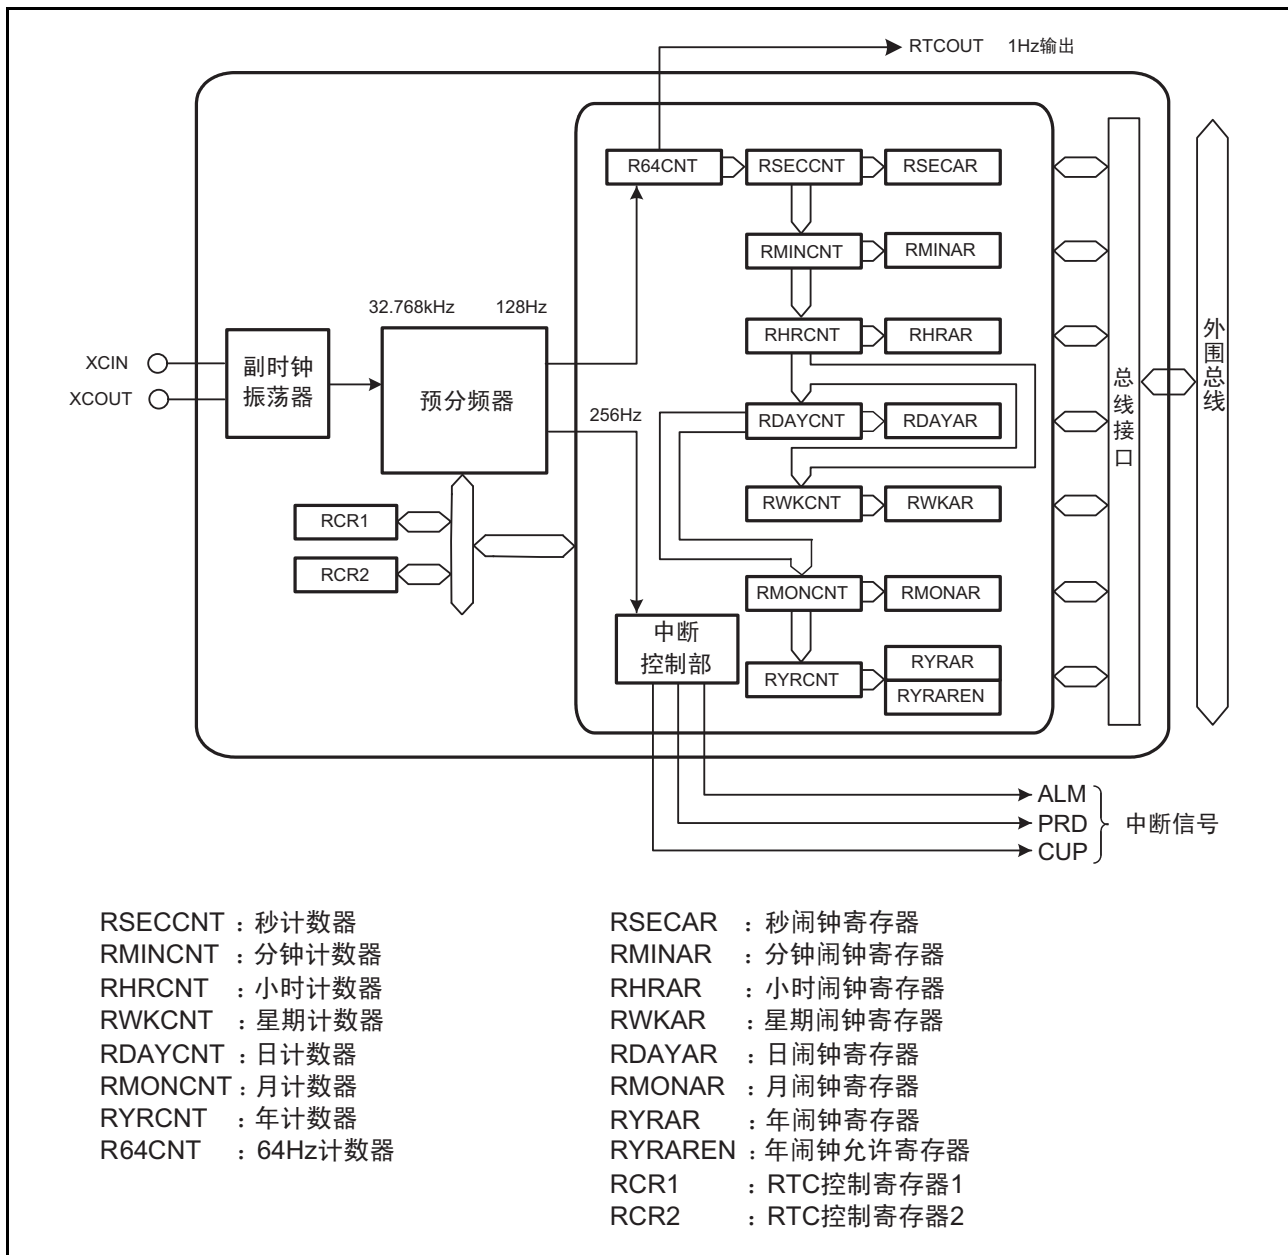 RTCOUT 1Hz输出
R64CNT RSECCNT RSECAR
RMINCNT RMINAR
32.768kHz 128Hz
RHRCNT RHRAR
XCIN
XCOUT
副时钟
振荡器
预分频器
256Hz
RDAYCNT RDAYAR
RWKCNT RWKAR
RCR1
RCR2
RMONCNT RMONAR
中断
控制部
RYRCNT
RYRAR
RYRAREN
总线接口
外围总线
ALM
PRD
CUP
中断信号
RSECCNT : 秒计数器
RMINCNT : 分钟计数器
RHRCNT : 小时计数器
RWKCNT : 星期计数器
RDAYCNT : 日计数器
RMONCNT : 月计数器
RYRCNT : 年计数器
R64CNT : 64Hz计数器
RSECAR : 秒闹钟寄存器
RMINAR : 分钟闹钟寄存器
RHRAR : 小时闹钟寄存器
RWKAR : 星期闹钟寄存器
RDAYAR : 日闹钟寄存器
RMONAR : 月闹钟寄存器
RYRAR : 年闹钟寄存器
RYRAREN : 年闹钟允许寄存器
RCR1 : RTC控制寄存器1
RCR2 : RTC控制寄存器2